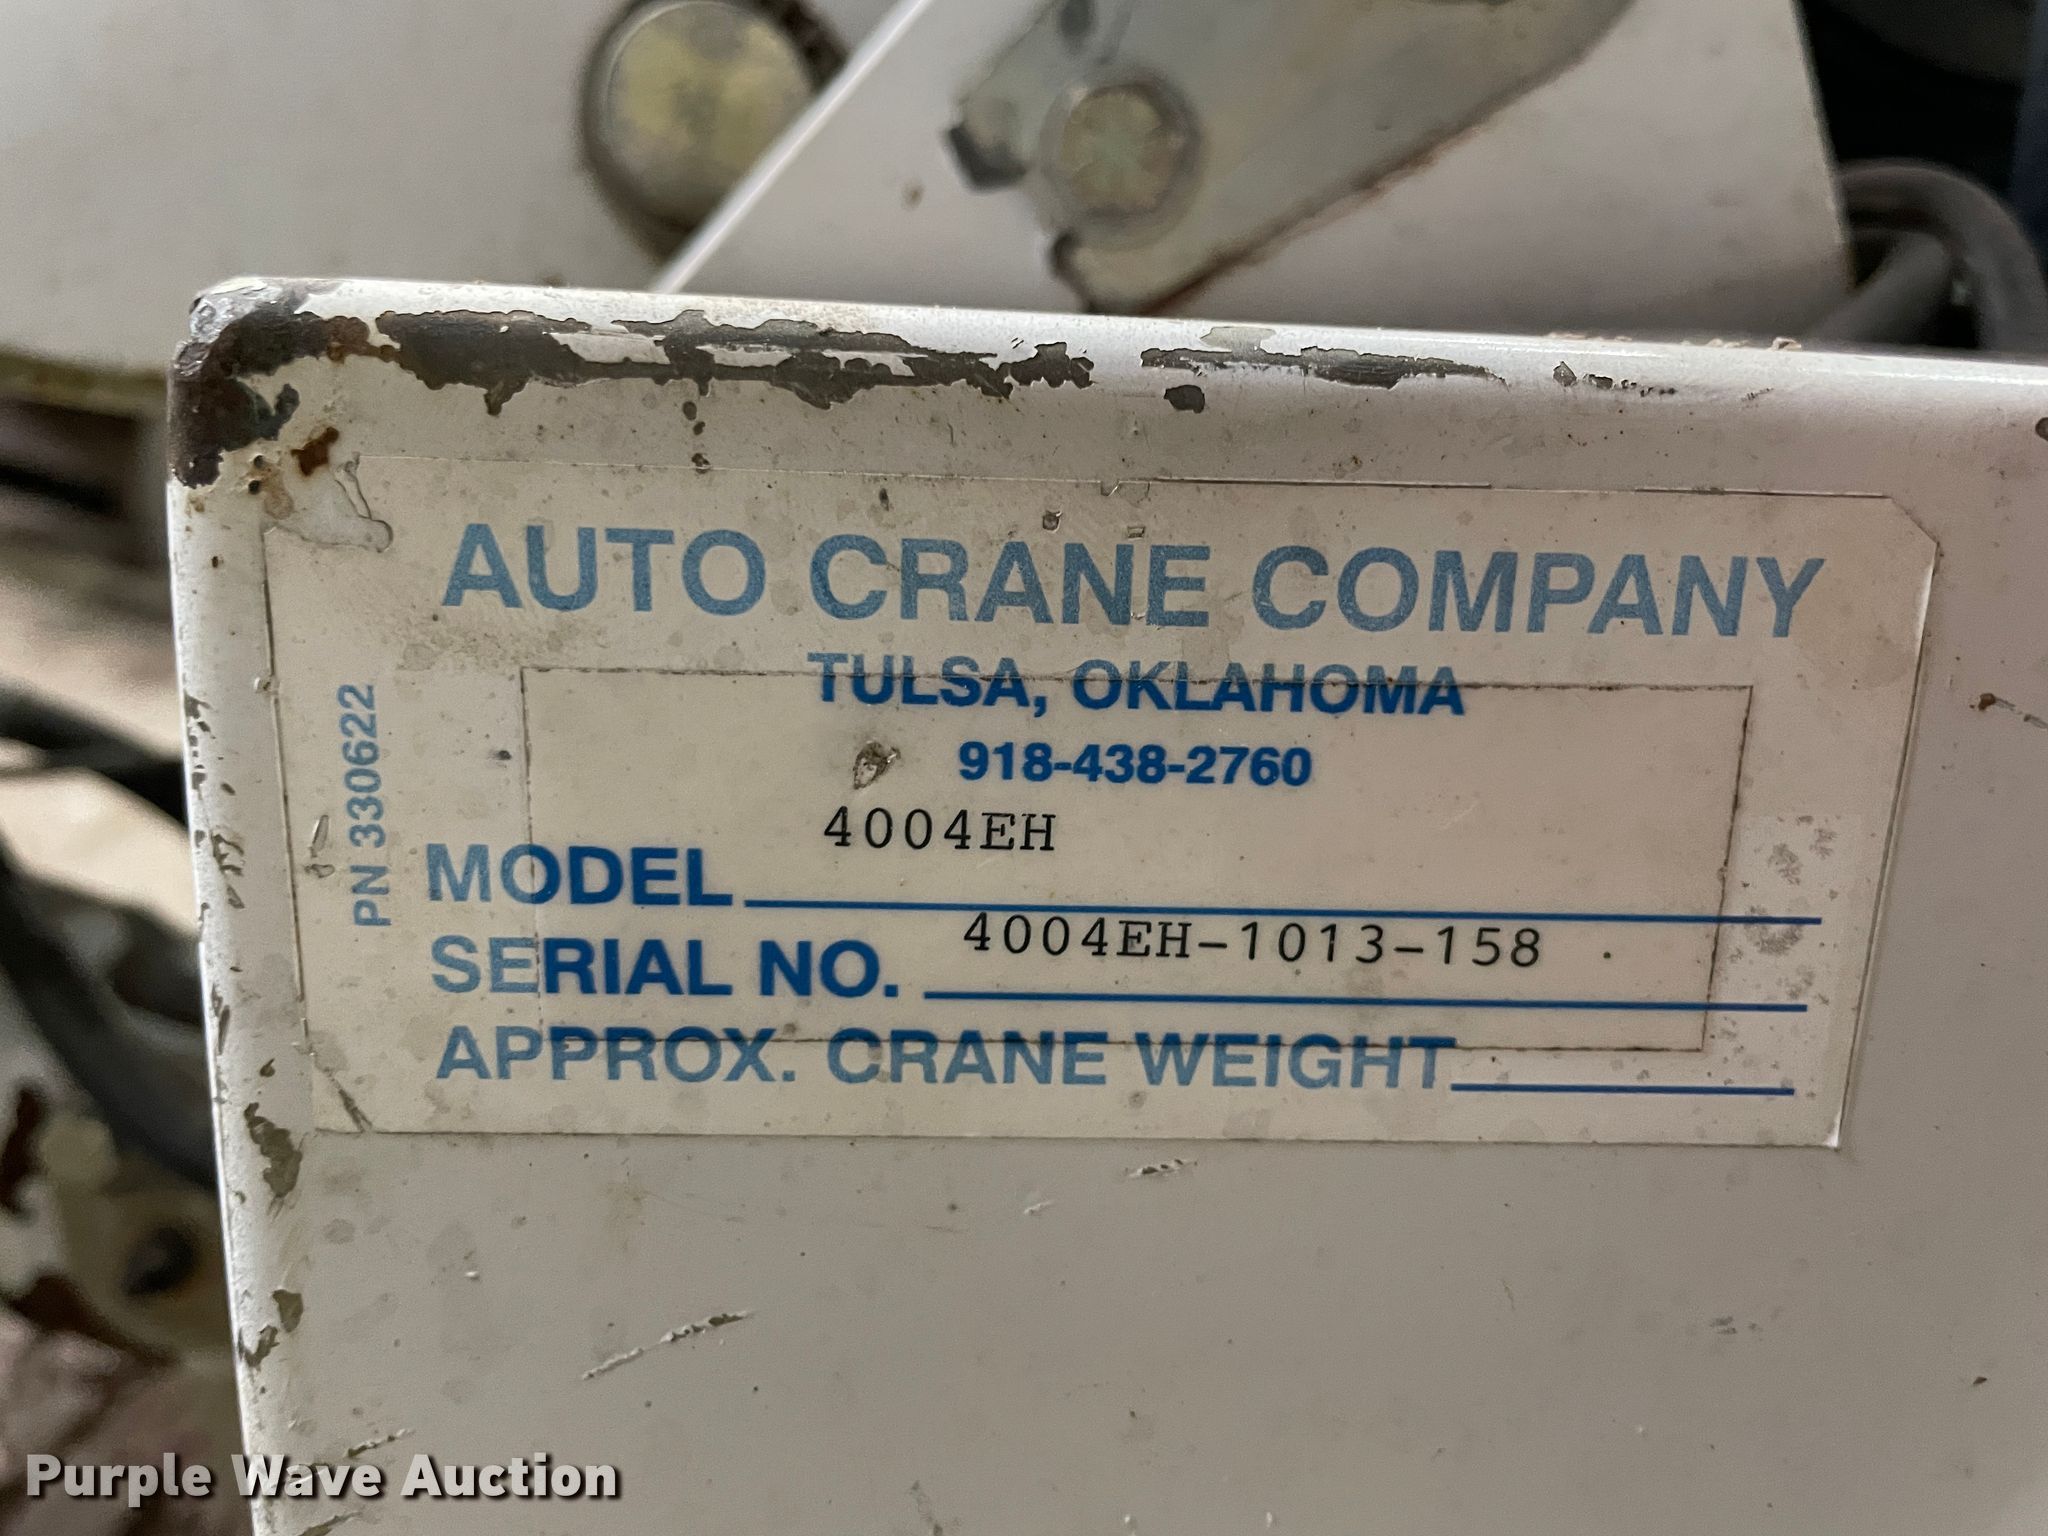 AUTO CRANE COMPANY
TULSA, OKLAHOMA
918-438-2760
PN 330622
MODEL 4004EH
SERIAL NO. 4004EH-1013-158
APPROX. CRANE WEIGHT
Purple Wave Auction